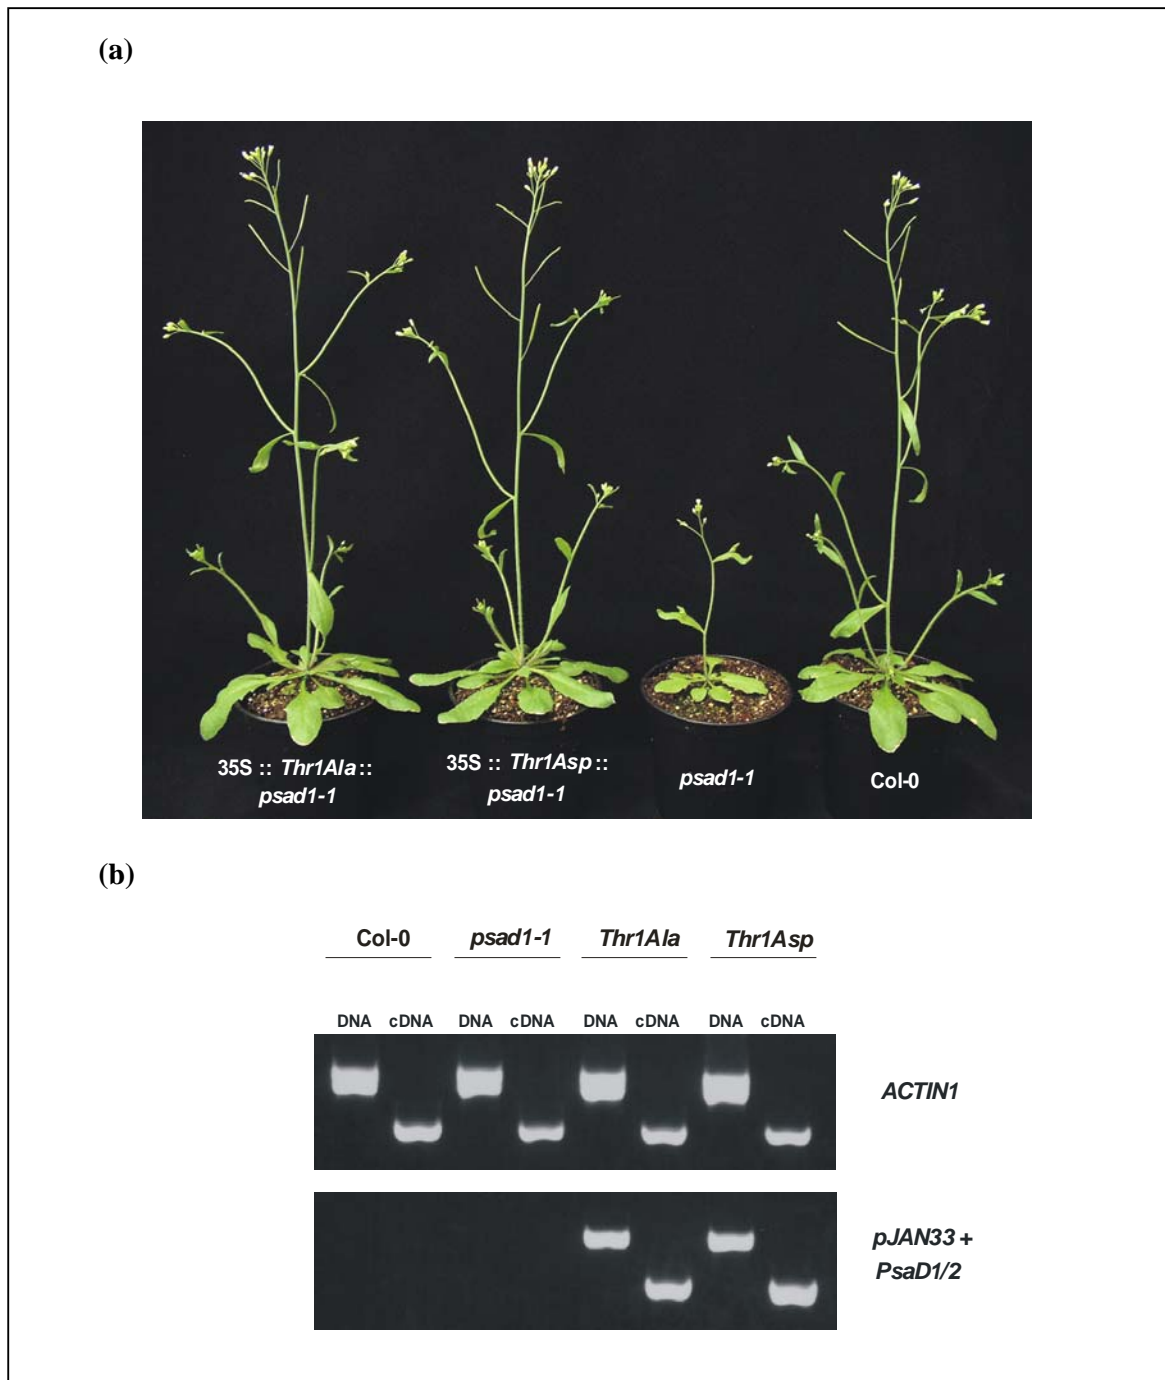 (a)
35S :: Thr1Ala::
psad1-1
35S :: Thr1Asp::
psad1-1
psad1-1
Col-0
(b)
Col-0 psad1-1 Thr1Ala Thr1Asp
DNA cDNA DNA cDNA DNA cDNA DNA cDNA
ACTIN1
pJAN33 +
PsaD1/2